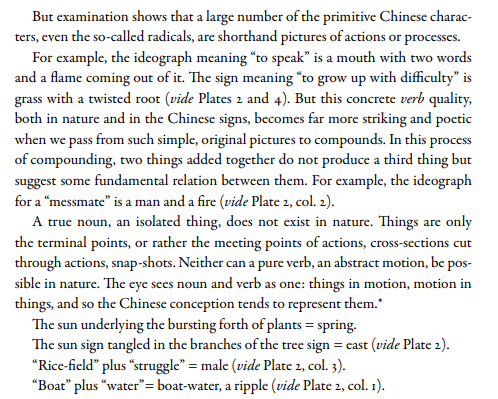 But examination shows that a large number of the primitive Chinese charac-
ters, even the so-called radicals, are shorthand pictures of actions or processes.
For example, the ideograph meaning “to speak” is a mouth with two words
and a flame coming out of it. The sign meaning “to grow up with difficulty” is
grass with a twisted root (vide Plates 2 and 4). But this concrete verb quality,
both in nature and in the Chinese signs, becomes far more striking and poetic
when we pass from such simple, original pictures to compounds. In this process
of compounding, two things added together do not produce a third thing but
suggest some fundamental relation between them. For example, the ideograph
for a “messmate” is a man and a fire (vide Plate 2, col. 2).
A true noun, an isolated thing, does not exist in nature. Things are only
the terminal points, or rather the meeting points of actions, cross-sections cut
through actions, snap-shots. Neither can a pure verb, an abstract motion, be pos-
sible in nature. The eye sees noun and verb as one: things in motion, motion in
things, and so the Chinese conception tends to represent them.*
The sun underlying the bursting forth of plants = spring.
The sun sign tangled in the branches of the tree sign = east (vide Plate 2).
“Rice-field” plus “struggle” = male (vide Plate 2, col. 3).
“Boat” plus “water”= boat-water, a ripple (vide Plate 2, col. 1).